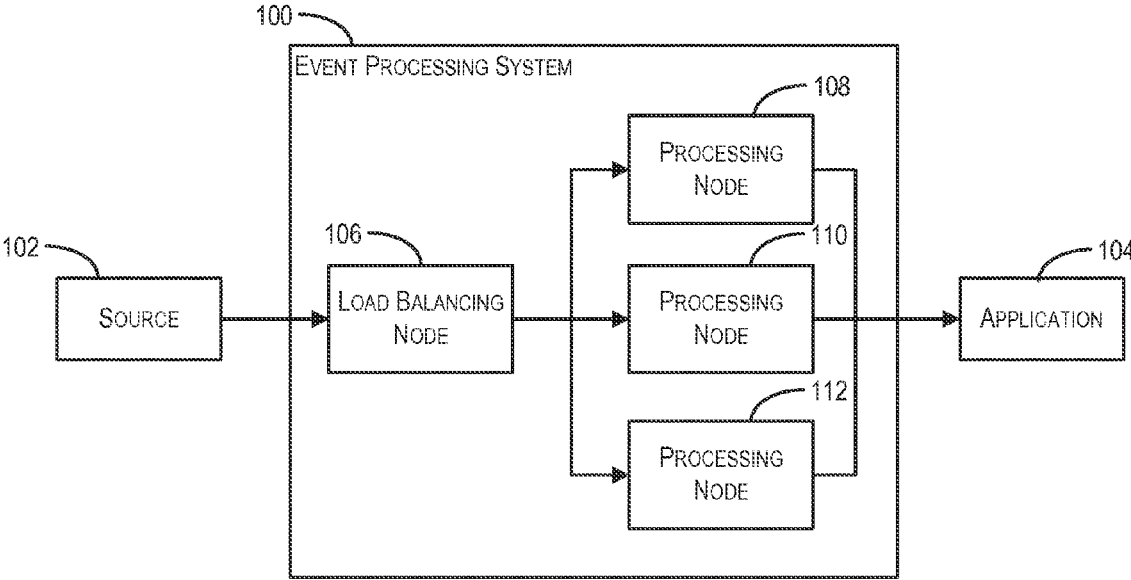 100
EVENT PROCESSING SYSTEM
108
PROCESSING
NODE
102
106
110
104
SOURCE
LOAD BALANCING
NODE
PROCESSING
NODE
APPLICATION
112
PROCESSING
NODE